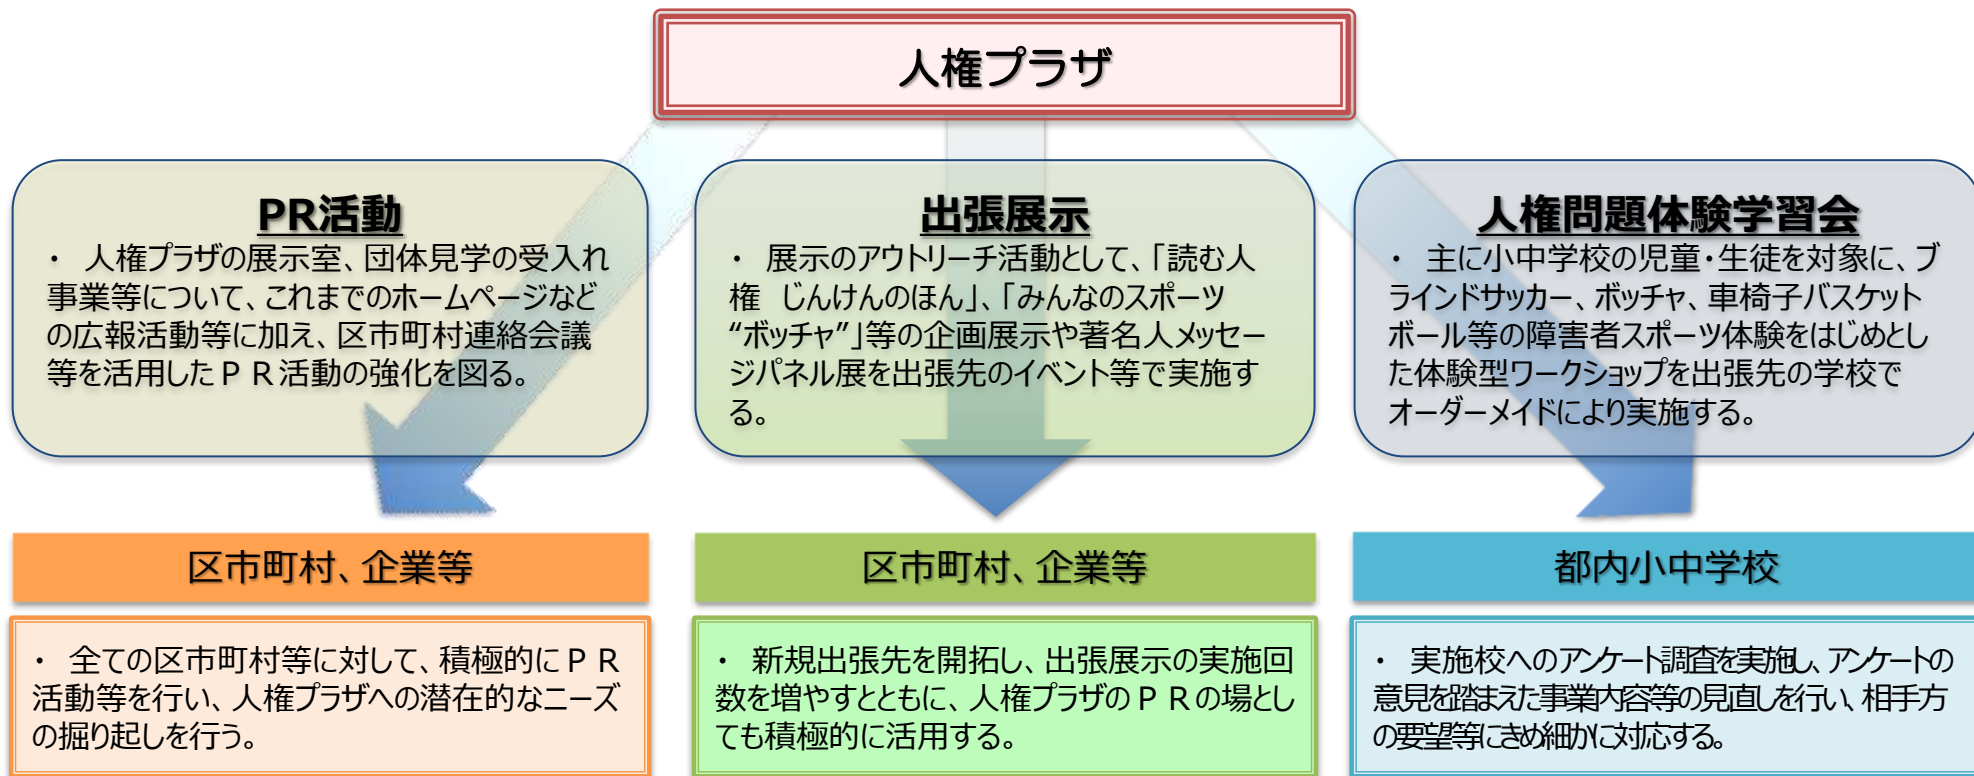 人権プラザ
PR活動
・ 人権プラザの展示室、団体見学の受入れ
事業等について、これまでのホームページなど
の広報活動等に加え、区市町村連絡会議
等を活用したＰＲ活動の強化を図る。
出張展示
・ 展示のアウトリーチ活動として、「読む人
権 じんけんのほん」、「みんなのスポーツ
“ボッチャ”」等の企画展示や著名人メッセー
ジパネル展を出張先のイベント等で実施す
る。
人権問題体験学習会
・ 主に小中学校の児童・生徒を対象に、ブ
ラインドサッカー、ボッチャ、車椅子バスケット
ボール等の障害者スポーツ体験をはじめとし
た体験型ワークショップを出張先の学校で
オーダーメイドにより実施する。
区市町村、企業等
・ 全ての区市町村等に対して、積極的にＰＲ
活動等を行い、人権プラザへの潜在的なニーズ
の掘り起しを行う。
区市町村、企業等
・ 新規出張先を開拓し、出張展示の実施回
数を増やすとともに、人権プラザのＰＲの場とし
ても積極的に活用する。
都内小中学校
・ 実施校へのアンケート調査を実施し、アンケートの
意見を踏まえた事業内容等の見直しを行い、相手方
の要望等にきめ細かに対応する。